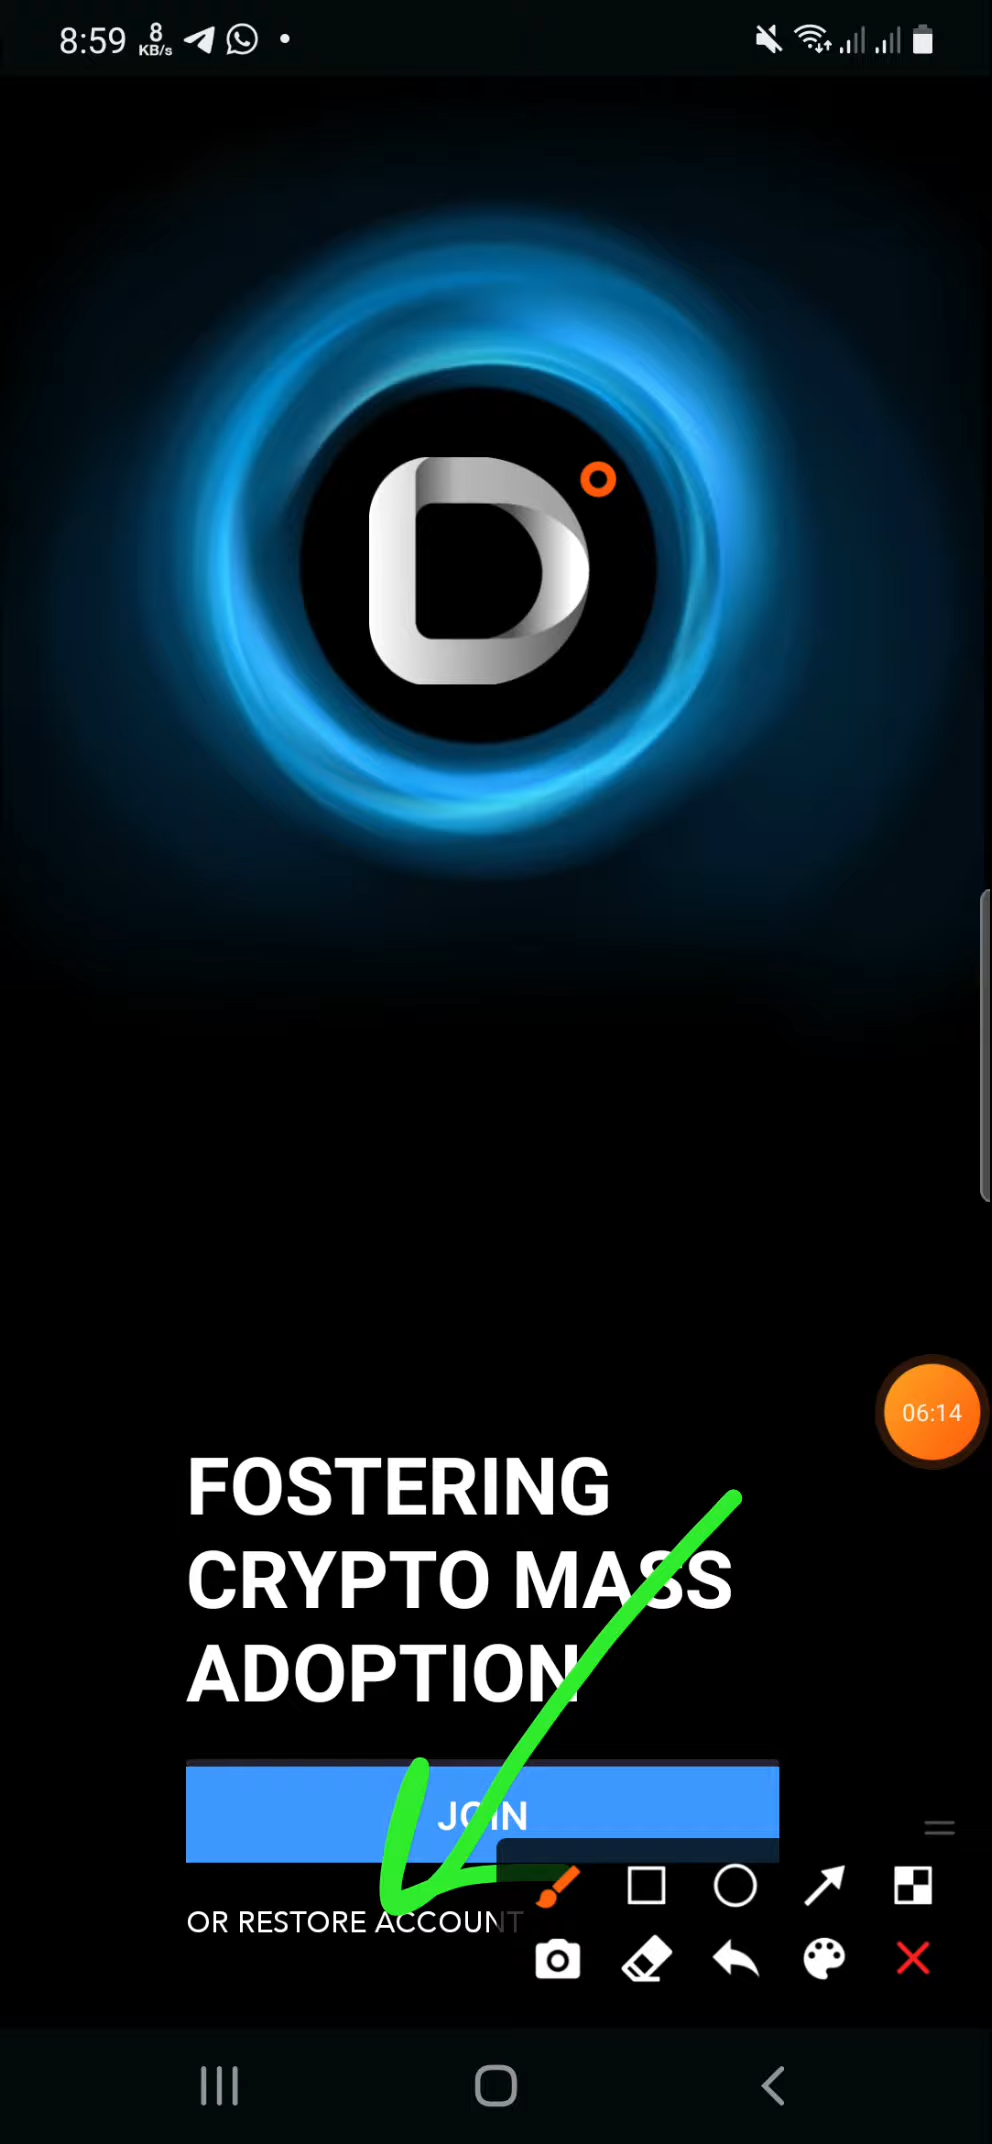 8:59 8 KB/s
D
06:14
FOSTERING
CRYPTO MASS
ADOPTION
JOIN
OR RESTORE ACCOUNT